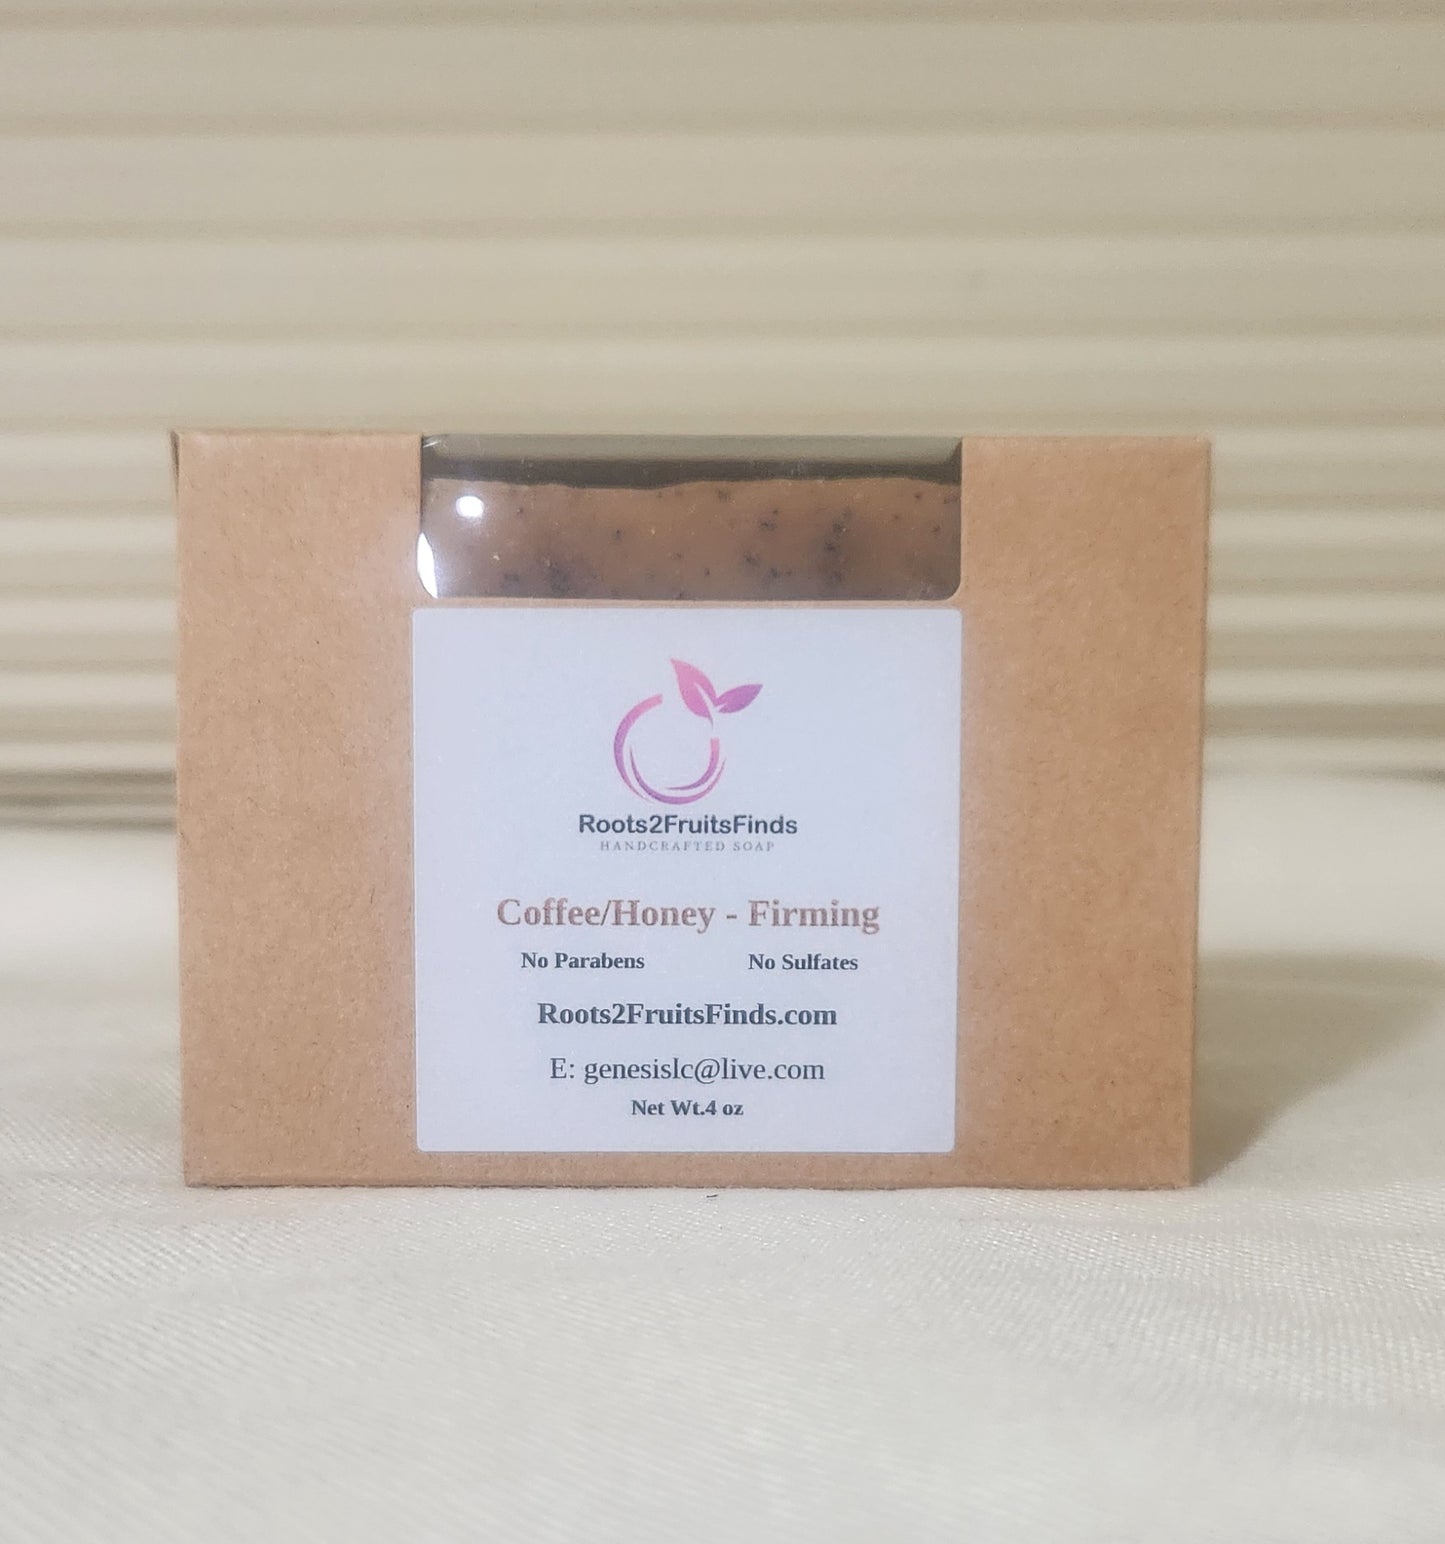 Roots2FruitsFinds
HANDCRAFTED SOAP
Coffee/Honey - Firming
No Parabens No Sulfates
Roots2FruitsFinds.com
E: genesislc@live.com
Net Wt.4 oz